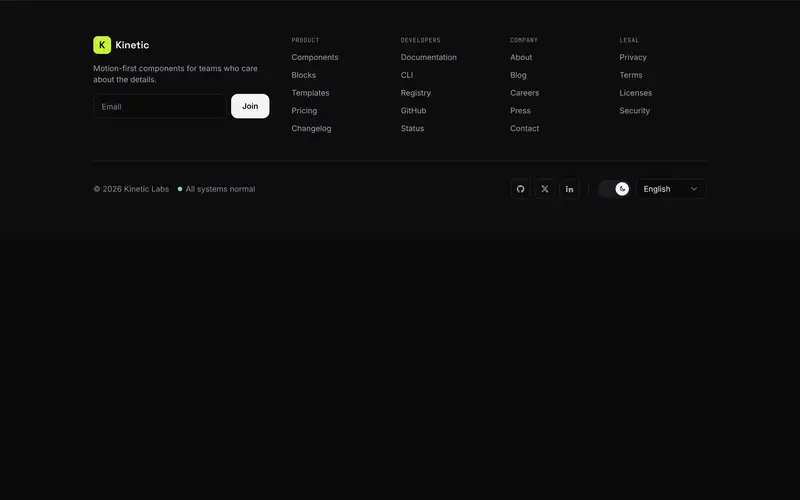 K Kinetic
Motion-first components for teams who care
about the details.
Email
Join
PRODUCT
Components
Blocks
Templates
Pricing
Changelog
DEVELOPERS
Documentation
CLI
Registry
GitHub
Status
COMPANY
About
Blog
Careers
Press
Contact
LEGAL
Privacy
Terms
Licenses
Security
© 2026 Kinetic Labs
All systems normal
English